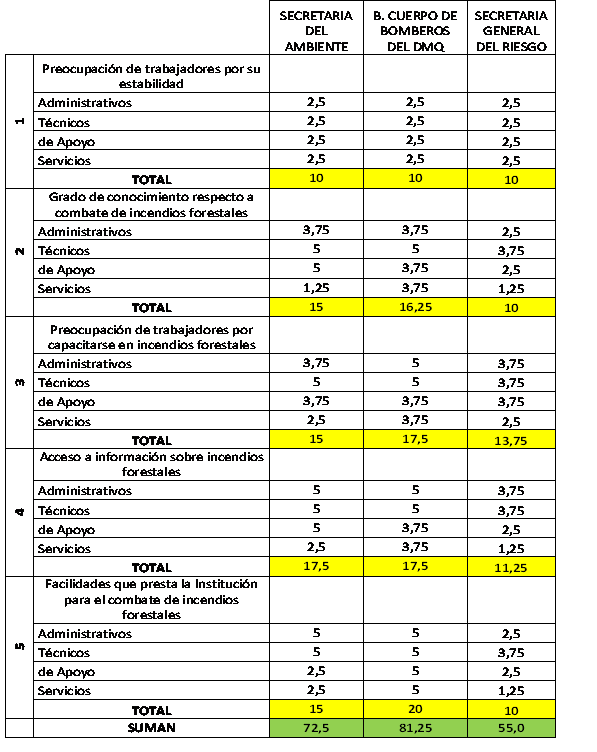 SECRETARIA DEL AMBIENTE B. CUERPO DE BOMBEROS DEL DMQ SECRETARIA GENERAL DEL RIESGO
1 Preocupación de trabajadores por su estabilidad
Administrativos 2,5 2,5 2,5
Técnicos 2,5 2,5 2,5
de Apoyo 2,5 2,5 2,5
Servicios 2,5 2,5 2,5
TOTAL 10 10 10
2 Grado de conocimiento respecto a combate de incendios forestales
Administrativos 3,75 3,75 2,5
Técnicos 5 5 3,75
de Apoyo 5 3,75 2,5
Servicios 1,25 3,75 1,25
TOTAL 15 16,25 10
3 Preocupación de trabajadores por capacitarse en incendios forestales
Administrativos 3,75 5 3,75
Técnicos 5 5 3,75
de Apoyo 3,75 3,75 3,75
Servicios 2,5 3,75 2,5
TOTAL 15 17,5 13,75
4 Acceso a información sobre incendios forestales
Administrativos 5 5 3,75
Técnicos 5 5 3,75
de Apoyo 5 3,75 2,5
Servicios 2,5 3,75 1,25
TOTAL 17,5 17,5 11,25
5 Facilidades que presta la Institución para el combate de incendios forestales
Administrativos 5 5 2,5
Técnicos 5 5 3,75
de Apoyo 2,5 5 2,5
Servicios 2,5 5 1,25
TOTAL 15 20 10
SUMAN 72,5 81,25 55,0